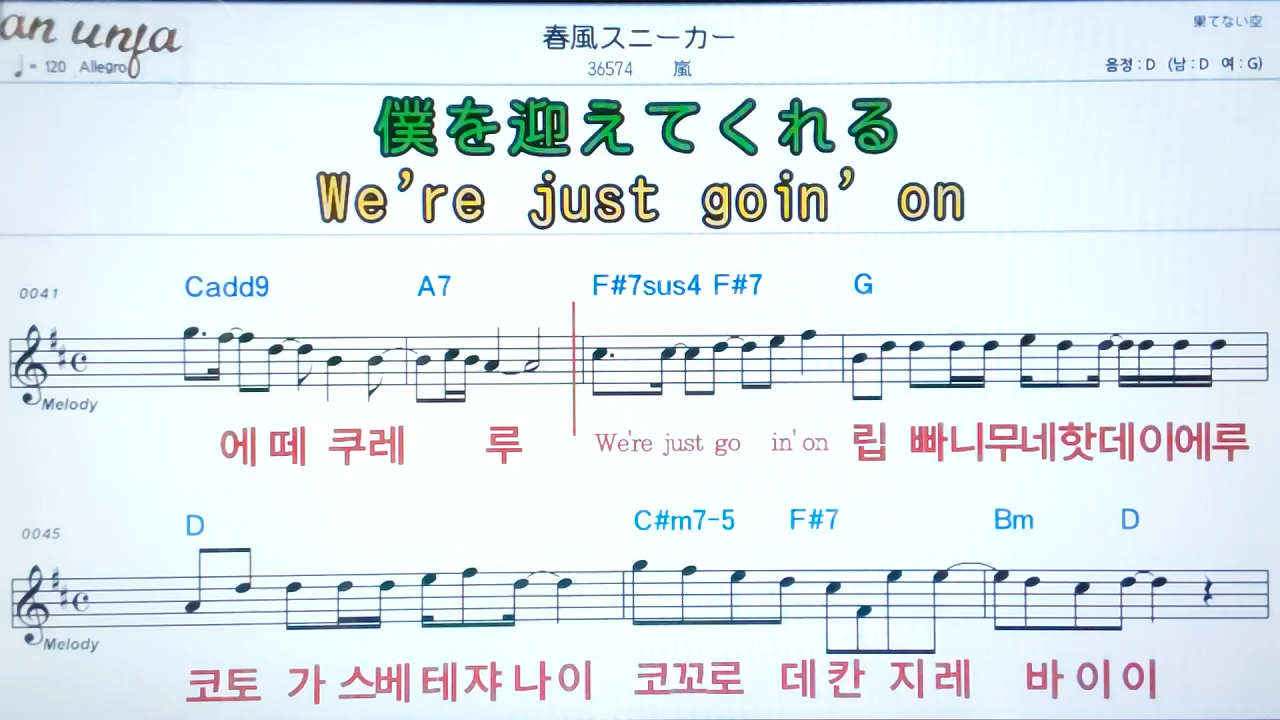 an unfa
♩= 120 Allegro
春風スニーカー
36574 嵐
果てない空
음정 : D (남 : D 여 : G)
僕を迎えてくれる
We're just goin' on
0041 Cadd9 A7 F#7sus4 F#7 G
Melody
에 떼 쿠레 루 We're just go in' on 립 빠니무네핫데이에루
0045 D C#m7-5 F#7 Bm D
Melody
코토 가 스베 테쟈나이 코꼬로 데칸 지레 바이이